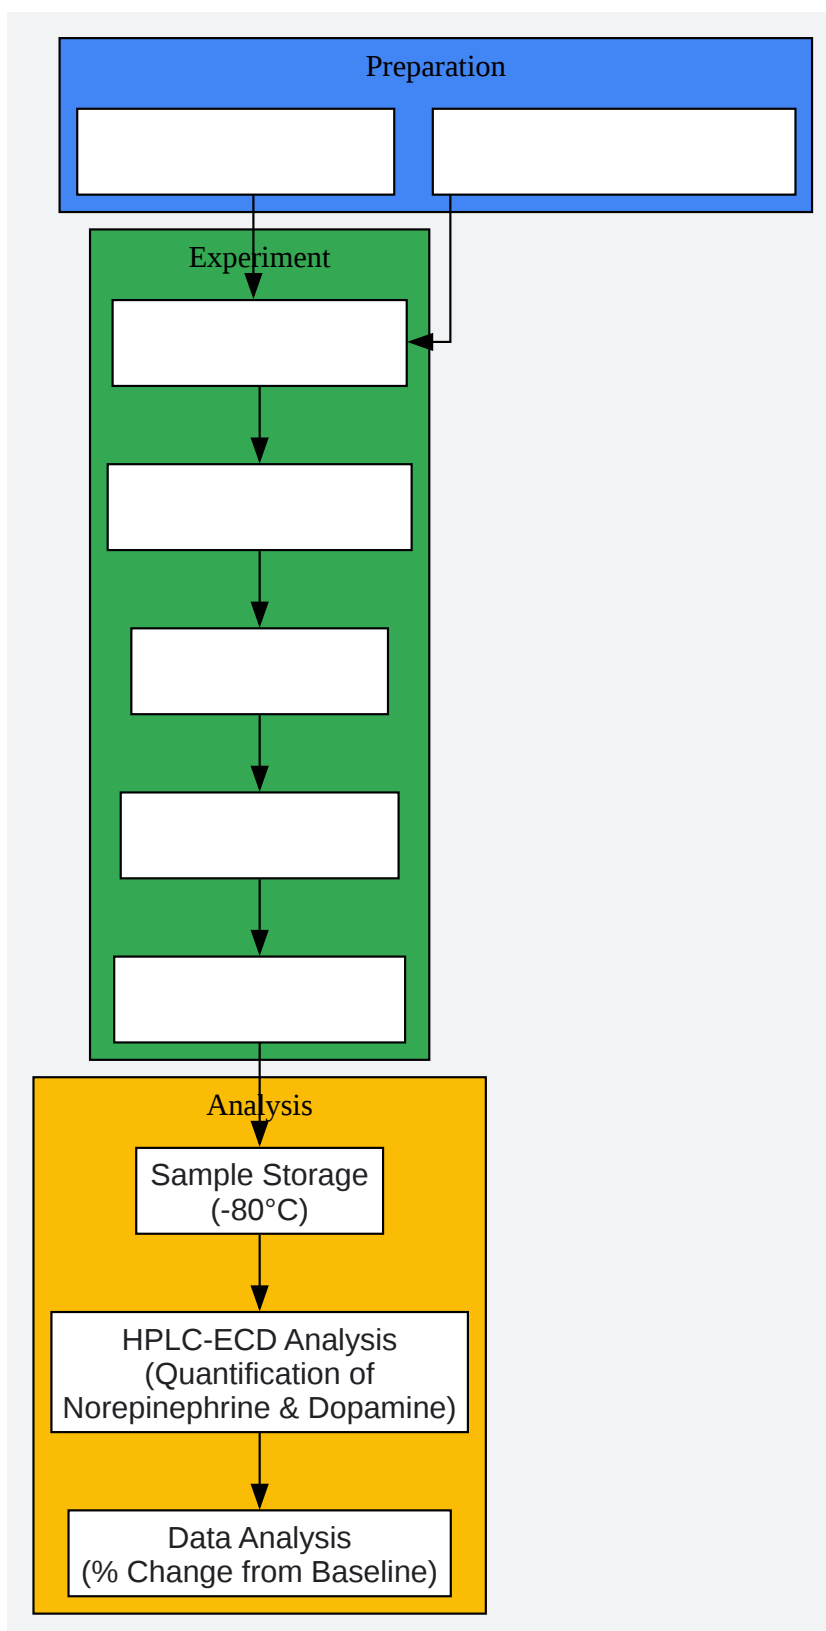 Preparation
Experiment
Analysis
Sample Storage
(-80°C)
HPLC-ECD Analysis
(Quantification of
Norepinephrine & Dopamine)
Data Analysis
(% Change from Baseline)